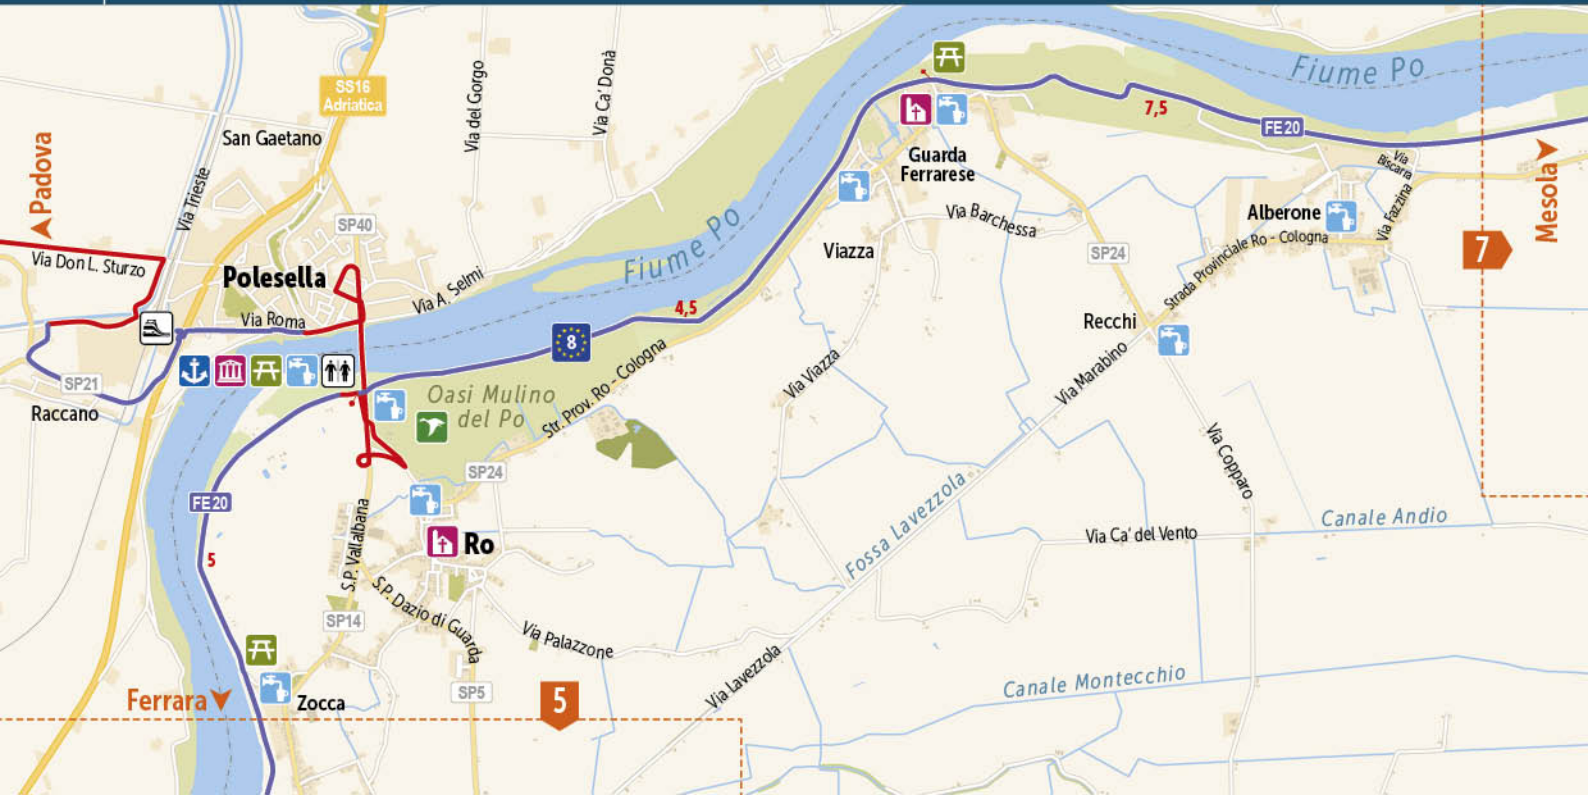 SS16
Adriatica
San Gaetano
Padova
Via Trieste
Via del Gorgo
Via Ca' Donà
Fiume Po
7,5
FE20
Via
Biscaria
Guarda
Ferrarese
Via Barchessa
Alberone
Via Fazzina
Mesola
7
SP40
Via Don L. Sturzo
Polesella
Via A. Selmi
Fiume Po
Viazza
SP24
Strada Provinciale Ro - Cologna
Via Roma
4,5
8
Recchi
SP21
Raccano
Oasi Mulino
del Po
Str. Prov. Ro - Cologna
Via Viazza
Via Marabino
SP24
Via Copparo
FE20
5
S.P. Vallalbana
Ro
Fossa Lavezzola
Canale Andio
Via Ca' del Vento
S.P. Dazio di Guarda
SP14
Via Palazzone
Via Lavezzola
Canale Montecchio
SP5
5
Ferrara
Zocca